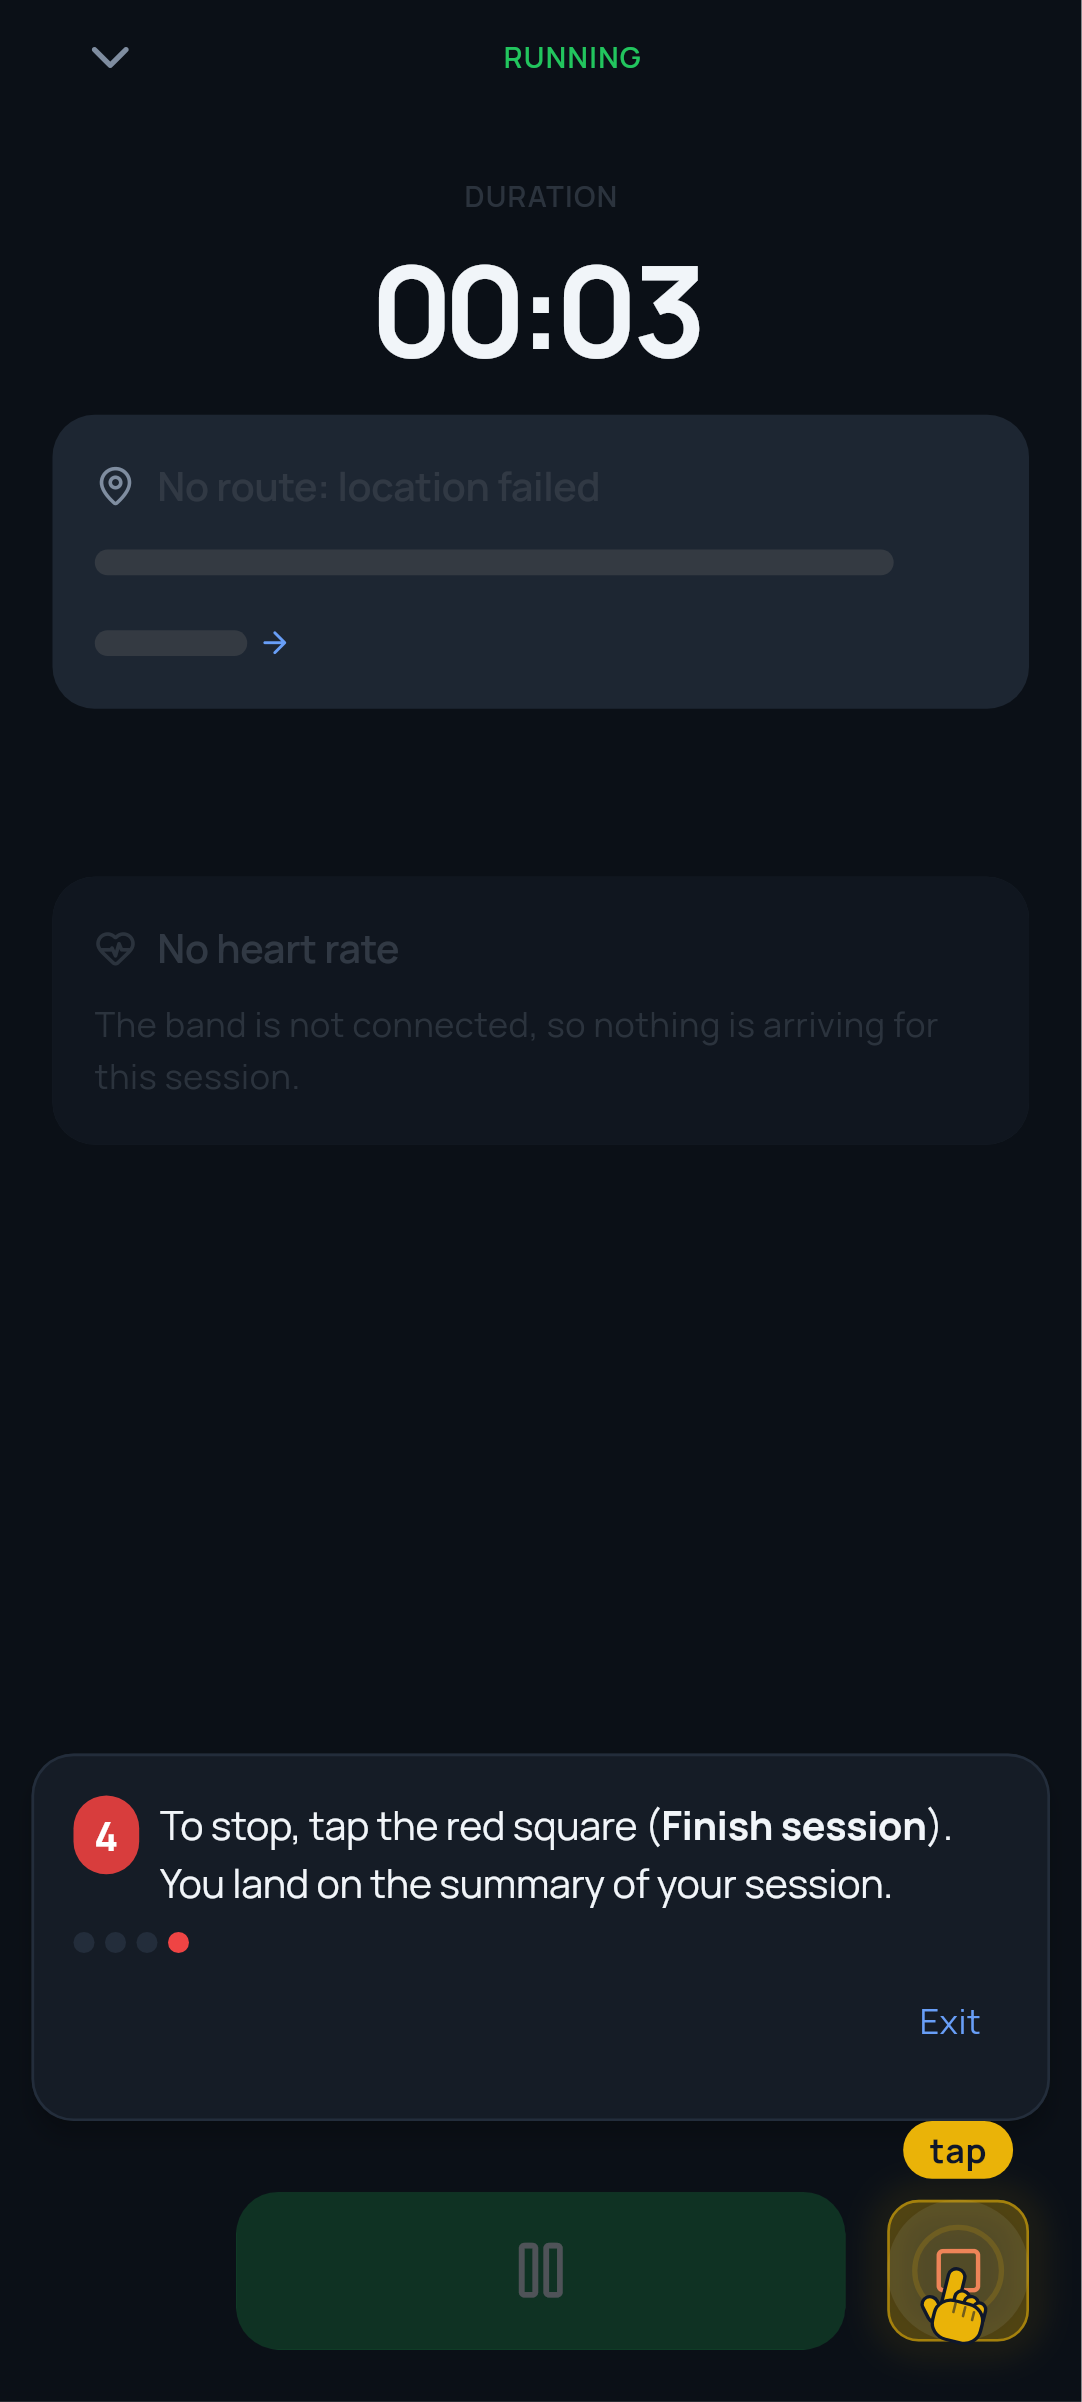 RUNNING
DURATION
00:03
No route: location failed
No heart rate
The band is not connected, so nothing is arriving for
this session.
4
To stop, tap the red square (Finish session).
You land on the summary of your session.
Exit
tap